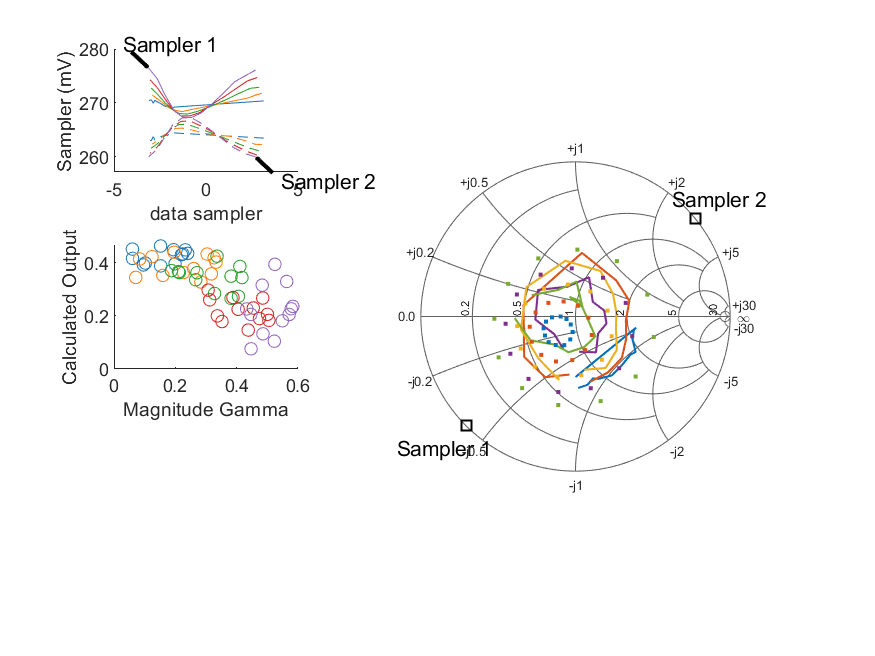 Sampler 1
280
270
260
Sampler (mV)
-5
0
5
Sampler 2
data sampler
0.4
0.2
0
Calculated Output
0
0.2
0.4
0.6
Magnitude Gamma
+j1
+j0.5
+j2
Sampler 2
+j0.2
+j5
0.0
0.2
0.5
1
2
5
30
+j30
∞
-j30
-j0.2
-j5
Sampler 1
-j0.5
-j2
-j1